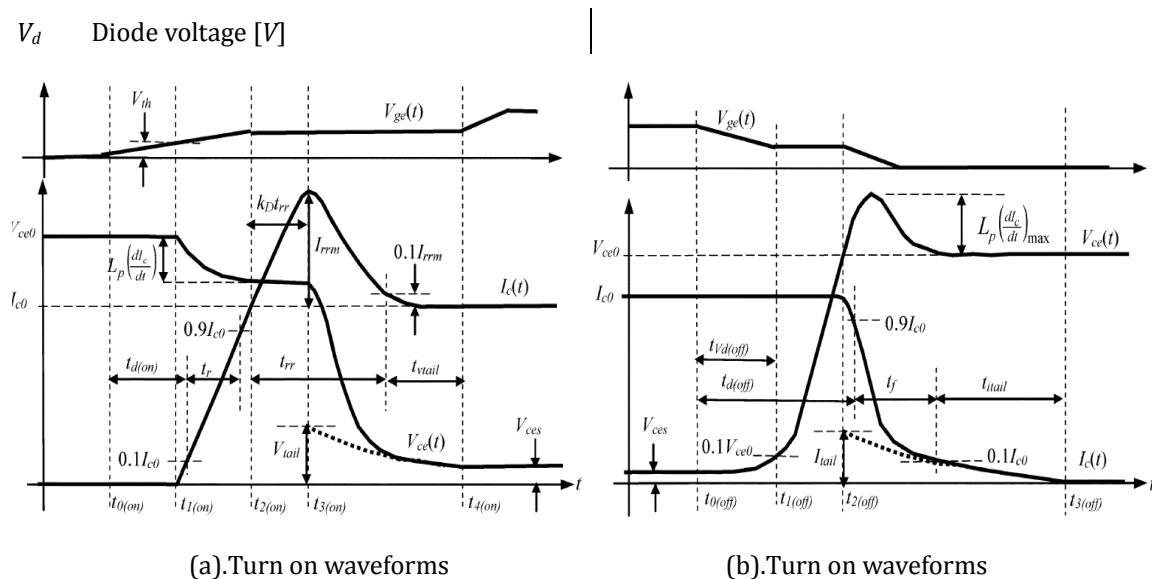 V_d Diode voltage [V]
V_th
V_ge(t)
V_ce0
k_D t_rr
L_p (dI_c/dt)
I_rrm
0.1I_rrm
I_c0
I_c(t)
0.9I_c0
t_d(on)
t_r
t_rr
t_vtail
V_tail
V_ce(t)
V_ces
0.1I_c0
t
t_0(on)
t_1(on)
t_2(on)
t_3(on)
t_4(on)
(a).Turn on waveforms
V_ge(t)
L_p (dI_c/dt)_max
V_ce0
V_ce(t)
I_c0
0.9I_c0
t_Vd(off)
t_d(off)
t_f
t_itail
V_ces
0.1V_ce0
I_tail
0.1I_c0
I_c(t)
t_0(off)
t_1(off)
t_2(off)
t_3(off)
(b).Turn on waveforms